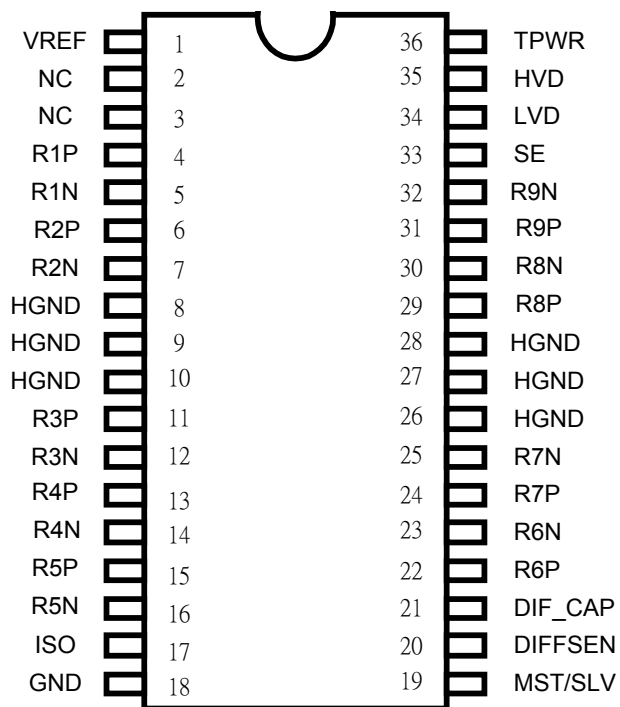 VREF 1 36 TPWR
NC 2 35 HVD
NC 3 34 LVD
R1P 4 33 SE
R1N 5 32 R9N
R2P 6 31 R9P
R2N 7 30 R8N
HGND 8 29 R8P
HGND 9 28 HGND
HGND 10 27 HGND
R3P 11 26 HGND
R3N 12 25 R7N
R4P 13 24 R7P
R4N 14 23 R6N
R5P 15 22 R6P
R5N 16 21 DIF_CAP
ISO 17 20 DIFFSEN
GND 18 19 MST/SLV